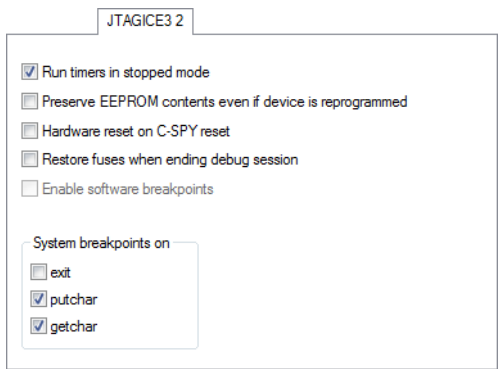 JTAGICE3 2
Run timers in stopped mode
Preserve EEPROM contents even if device is reprogrammed
Hardware reset on C-SPY reset
Restore fuses when ending debug session
Enable software breakpoints
System breakpoints on
exit
putchar
getchar